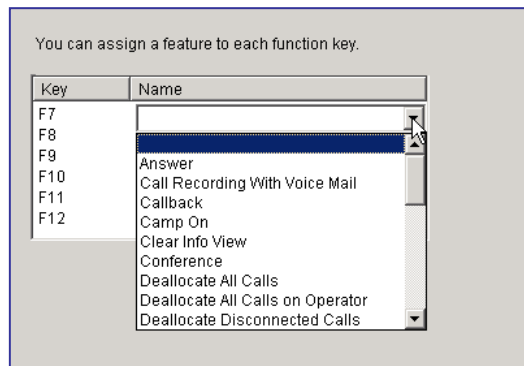 You can assign a feature to each function key.
Key Name
F7
F8
F9
F10
F11
F12
Answer
Call Recording With Voice Mail
Callback
Camp On
Clear Info View
Conference
Deallocate All Calls
Deallocate All Calls on Operator
Deallocate Disconnected Calls